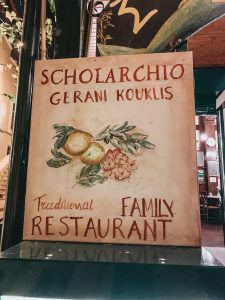 SCHOLARCHIO
GERANI KOUKLIS
Traditional FAMILY
RESTAURANT